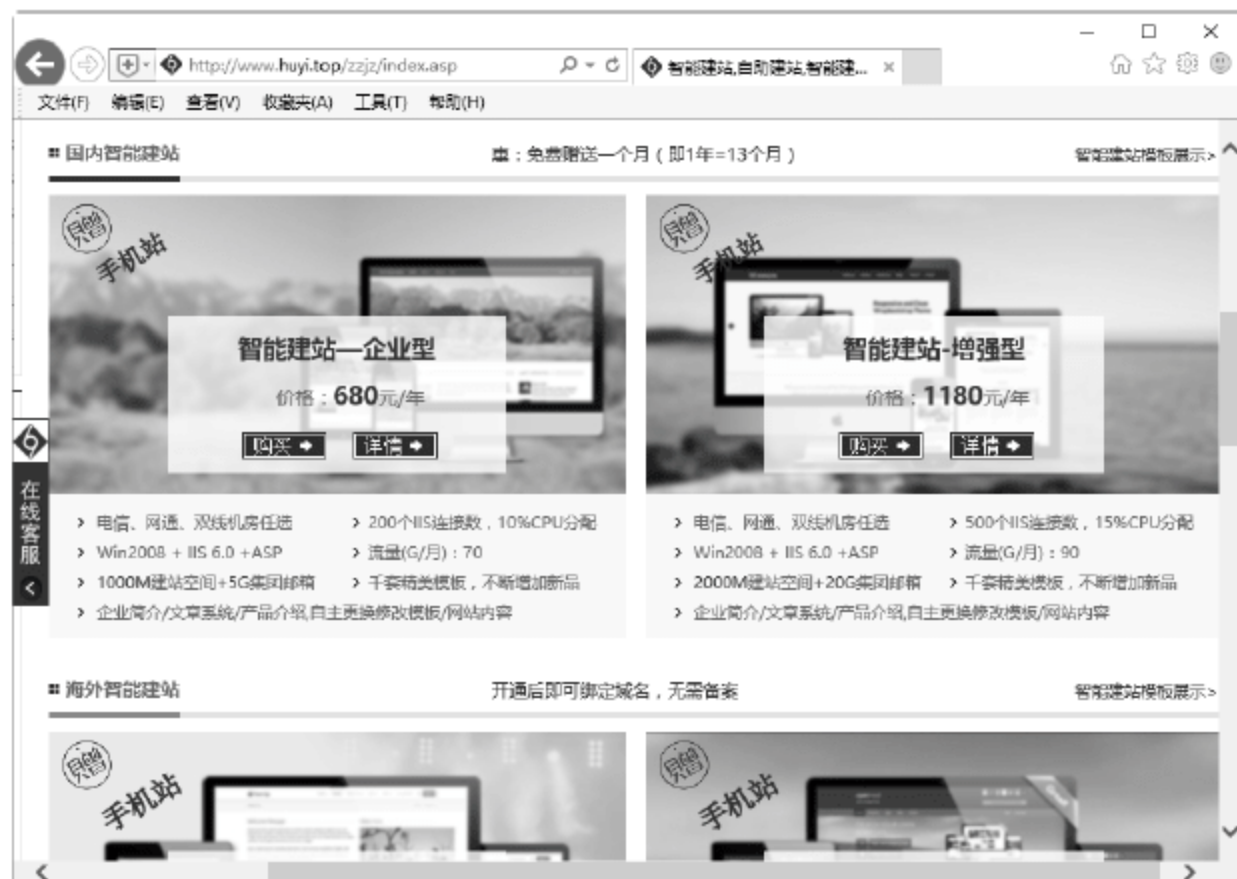 http://www.huyi.top/zzjz/index.asp
智能建站,自助建站,智能建...
文件(F) 编辑(E) 查看(V) 收藏夹(A) 工具(T) 帮助(H)
国内智能建站
:免费赠送一个月(即1年=13个月)
智能建站模板展示>
赠
手机站
智能建站—企业型
价格:680元/年
购买 详情
电信、网通、双线机房任选
200个IIS连接数,10%CPU分配
Win2008 + IIS 6.0 +ASP
流量(G/月):70
1000M建站空间+5G集团邮箱
千套精美模板,不断增加新品
企业简介/文章系统/产品介绍,自主更换修改模板/网站内容
赠
手机站
智能建站-增强型
价格:1180元/年
购买 详情
电信、网通、双线机房任选
500个IIS连接数,15%CPU分配
Win2008 + IIS 6.0 +ASP
流量(G/月):90
2000M建站空间+20G集团邮箱
千套精美模板,不断增加新品
企业简介/文章系统/产品介绍,自主更换修改模板/网站内容
在线客服
海外智能建站
开通后即可绑定域名,无需备案
智能建站模板展示>
赠
手机站
赠
手机站